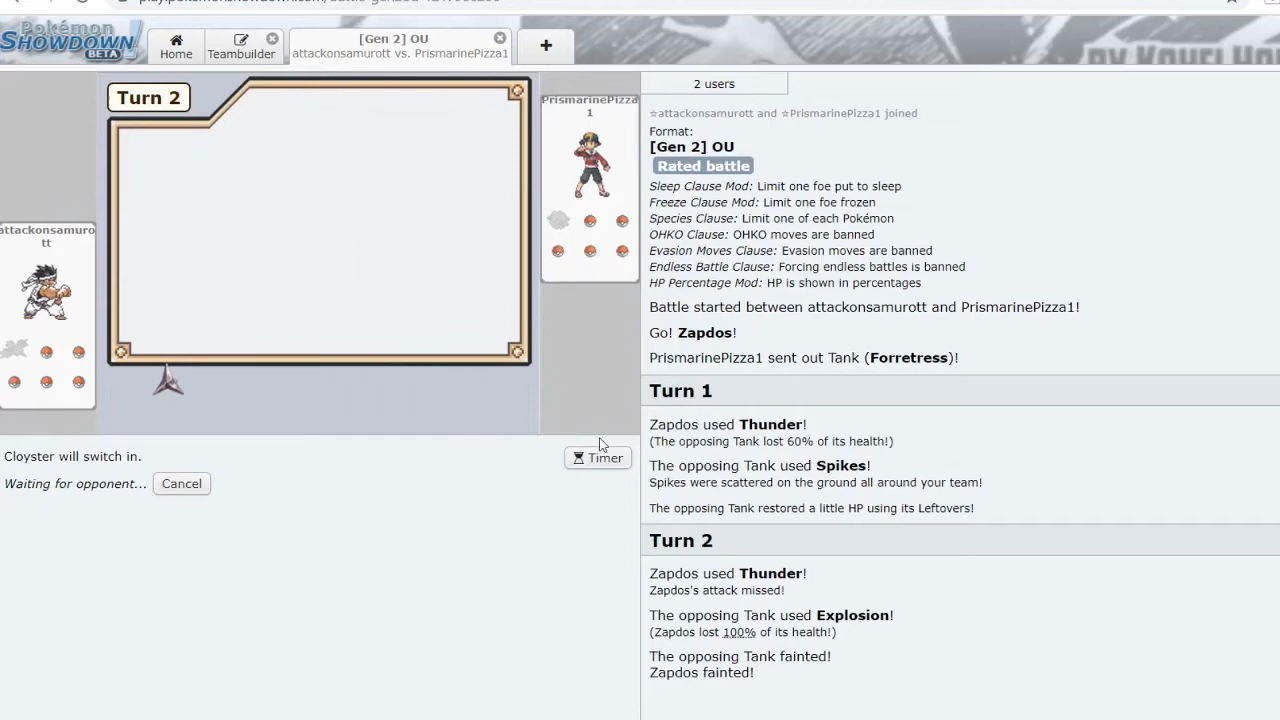 Pokémon
SHOWDOWN
BETA
Home
Teambuilder
[Gen 2] OU
attackonsamurott vs. PrismarinePizza1
+
Turn 2
PrismarinePizza
1
attackonsamuro
tt
Cloyster will switch in.
Waiting for opponent... Cancel
Timer
2 users
☆attackonsamurott and ☆PrismarinePizza1 joined
Format:
[Gen 2] OU
Rated battle
Sleep Clause Mod: Limit one foe put to sleep
Freeze Clause Mod: Limit one foe frozen
Species Clause: Limit one of each Pokémon
OHKO Clause: OHKO moves are banned
Evasion Moves Clause: Evasion moves are banned
Endless Battle Clause: Forcing endless battles is banned
HP Percentage Mod: HP is shown in percentages
Battle started between attackonsamurott and PrismarinePizza1!
Go! Zapdos!
PrismarinePizza1 sent out Tank (Forretress)!
Turn 1
Zapdos used Thunder!
(The opposing Tank lost 60% of its health!)
The opposing Tank used Spikes!
Spikes were scattered on the ground all around your team!
The opposing Tank restored a little HP using its Leftovers!
Turn 2
Zapdos used Thunder!
Zapdos's attack missed!
The opposing Tank used Explosion!
(Zapdos lost 100% of its health!)
The opposing Tank fainted!
Zapdos fainted!